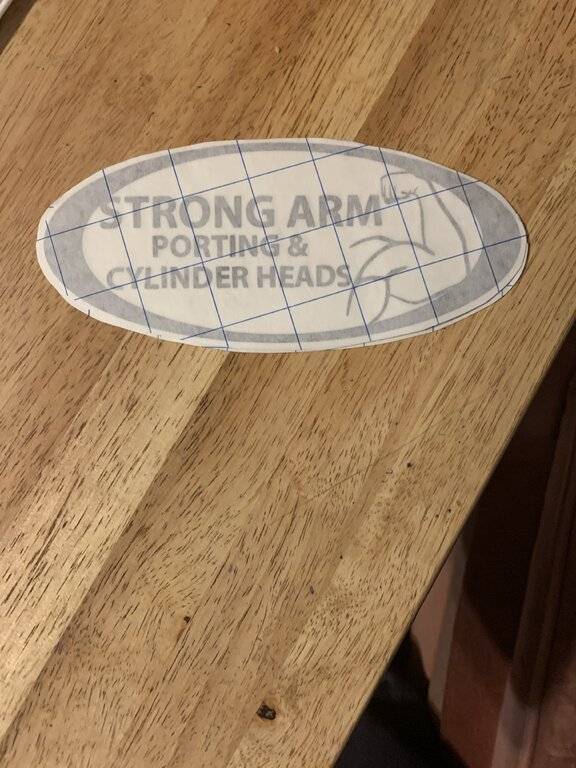 STRONG ARM
PORTING &
CYLINDER HEADS